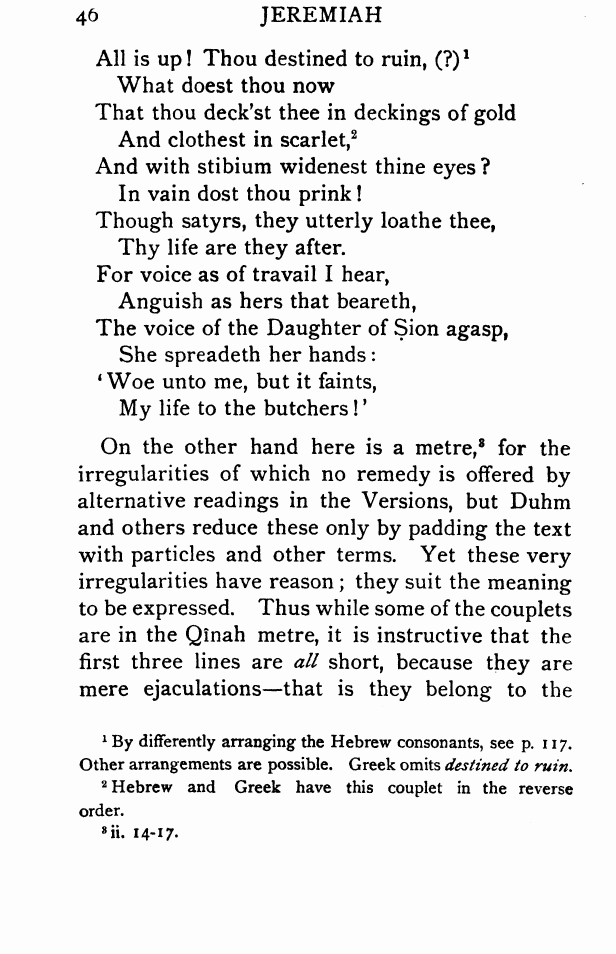 46 JEREMIAH
All is up! Thou destined to ruin, (?)¹
What doest thou now
That thou deck'st thee in deckings of gold
And clothest in scarlet,²
And with stibium widenest thine eyes?
In vain dost thou prink!
Though satyrs, they utterly loathe thee,
Thy life are they after.
For voice as of travail I hear,
Anguish as hers that beareth,
The voice of the Daughter of Ṣion agasp,
She spreadeth her hands:
'Woe unto me, but it faints,
My life to the butchers!'
On the other hand here is a metre,³ for the
irregularities of which no remedy is offered by
alternative readings in the Versions, but Duhm
and others reduce these only by padding the text
with particles and other terms. Yet these very
irregularities have reason; they suit the meaning
to be expressed. Thus while some of the couplets
are in the Qînah metre, it is instructive that the
first three lines are all short, because they are
mere ejaculations—that is they belong to the
¹ By differently arranging the Hebrew consonants, see p. 117.
Other arrangements are possible. Greek omits destined to ruin.
² Hebrew and Greek have this couplet in the reverse
order.
³ ii. 14-17.